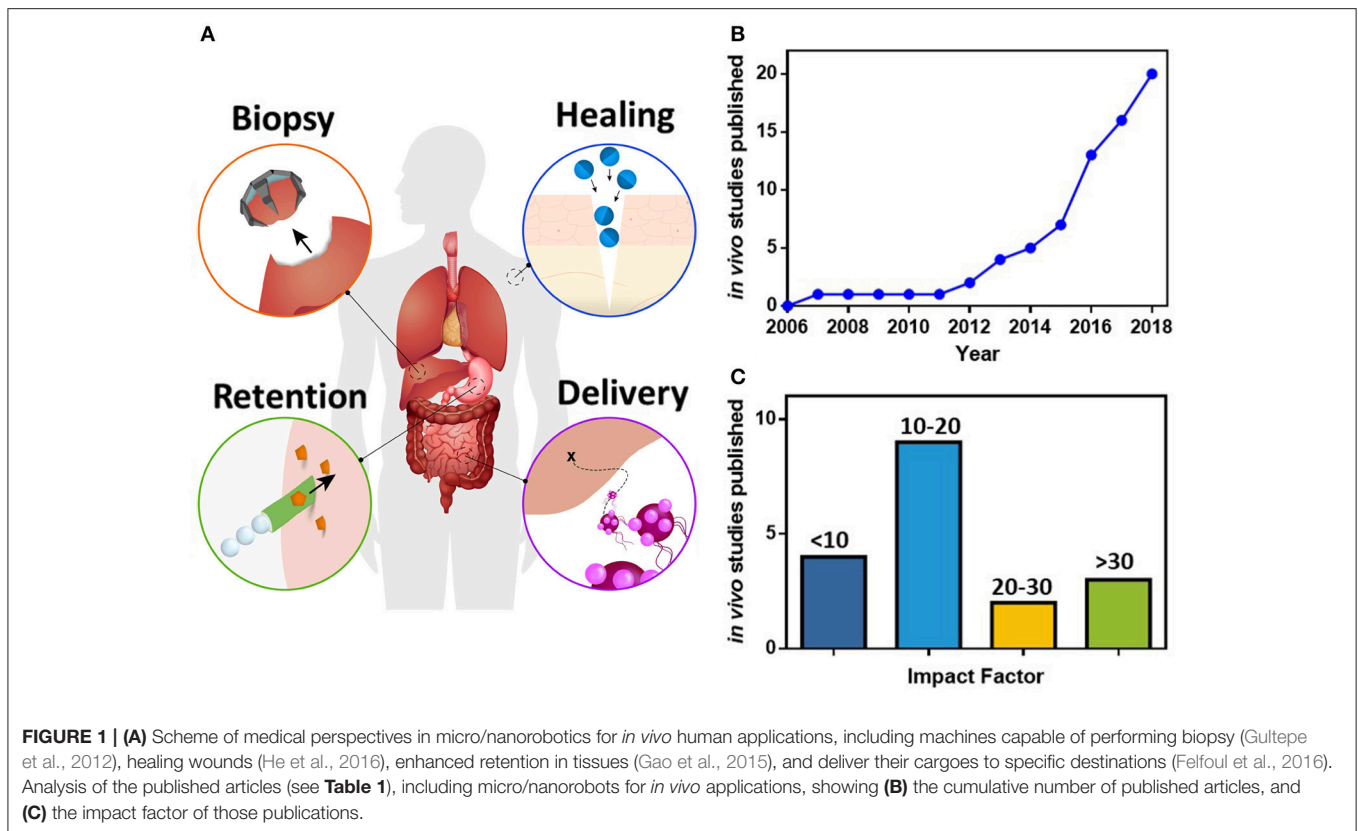 A
Biopsy
Healing
Retention
Delivery
x
B
in vivo studies published
20
15
10
5
0
2006 2008 2010 2012 2014 2016 2018
Year
C
in vivo studies published
10
5
0
<10
10-20
20-30
>30
Impact Factor
FIGURE 1 | (A) Scheme of medical perspectives in micro/nanorobotics for in vivo human applications, including machines capable of performing biopsy (Gultepe
et al., 2012), healing wounds (He et al., 2016), enhanced retention in tissues (Gao et al., 2015), and deliver their cargoes to specific destinations (Felfoul et al., 2016).
Analysis of the published articles (see Table 1), including micro/nanorobots for in vivo applications, showing (B) the cumulative number of published articles, and
(C) the impact factor of those publications.